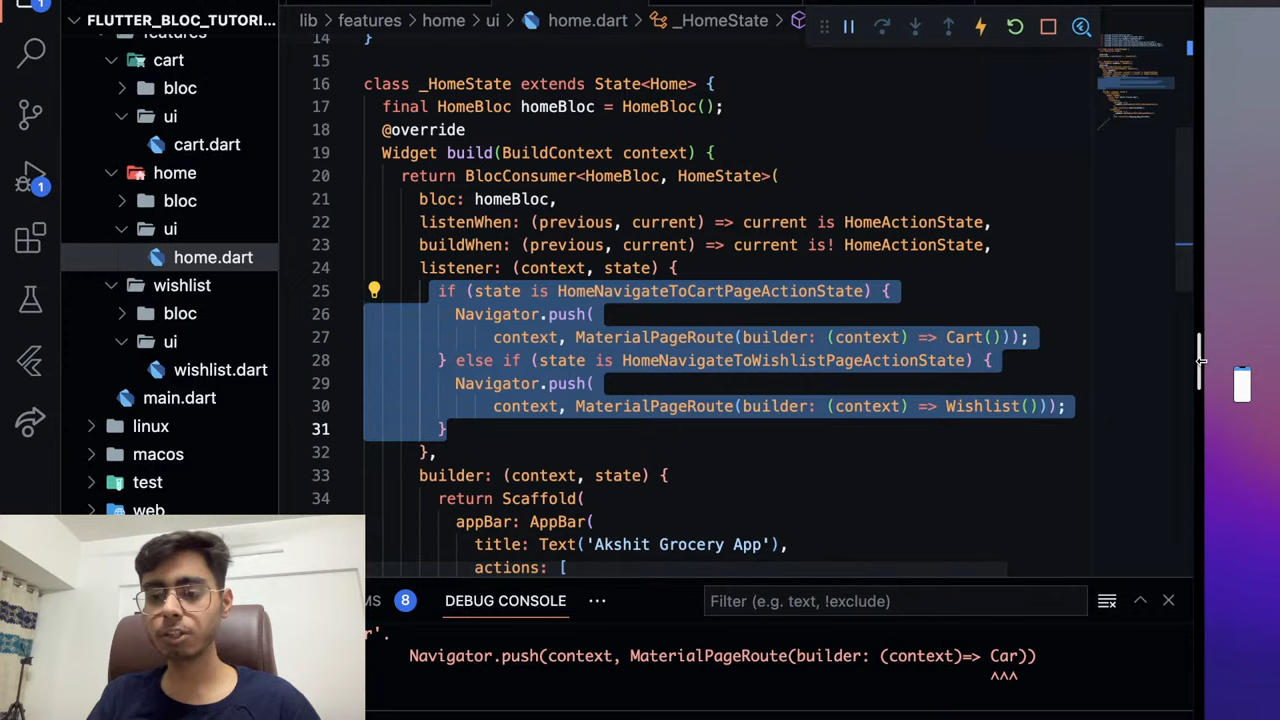 FLUTTER_BLOC_TUTORI...
lib > features > home > ui > home.dart > _HomeState >
features
cart
bloc
ui
cart.dart
home
bloc
ui
home.dart
wishlist
bloc
ui
wishlist.dart
main.dart
linux
macos
test
web
1
1
14 }
15
16 class _HomeState extends State<Home> {
17 final HomeBloc homeBloc = HomeBloc();
18 @override
19 Widget build(BuildContext context) {
20 return BlocConsumer<HomeBloc, HomeState>(
21 bloc: homeBloc,
22 listenWhen: (previous, current) => current is HomeActionState,
23 buildWhen: (previous, current) => current is! HomeActionState,
24 listener: (context, state) {
25 if (state is HomeNavigateToCartPageActionState) {
26 Navigator.push(
27 context, MaterialPageRoute(builder: (context) => Cart()));
28 } else if (state is HomeNavigateToWishlistPageActionState) {
29 Navigator.push(
30 context, MaterialPageRoute(builder: (context) => Wishlist()));
31 }
32 },
33 builder: (context, state) {
34 return Scaffold(
appBar: AppBar(
title: Text('Akshit Grocery App'),
actions: [
MS 8 DEBUG CONSOLE ... Filter (e.g. text, !exclude)
r'.
Navigator.push(context, MaterialPageRoute(builder: (context)=> Car))
^^^